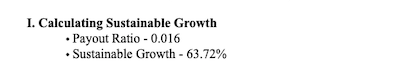 I. Calculating Sustainable Growth
• Payout Ratio - 0.016
• Sustainable Growth - 63.72%